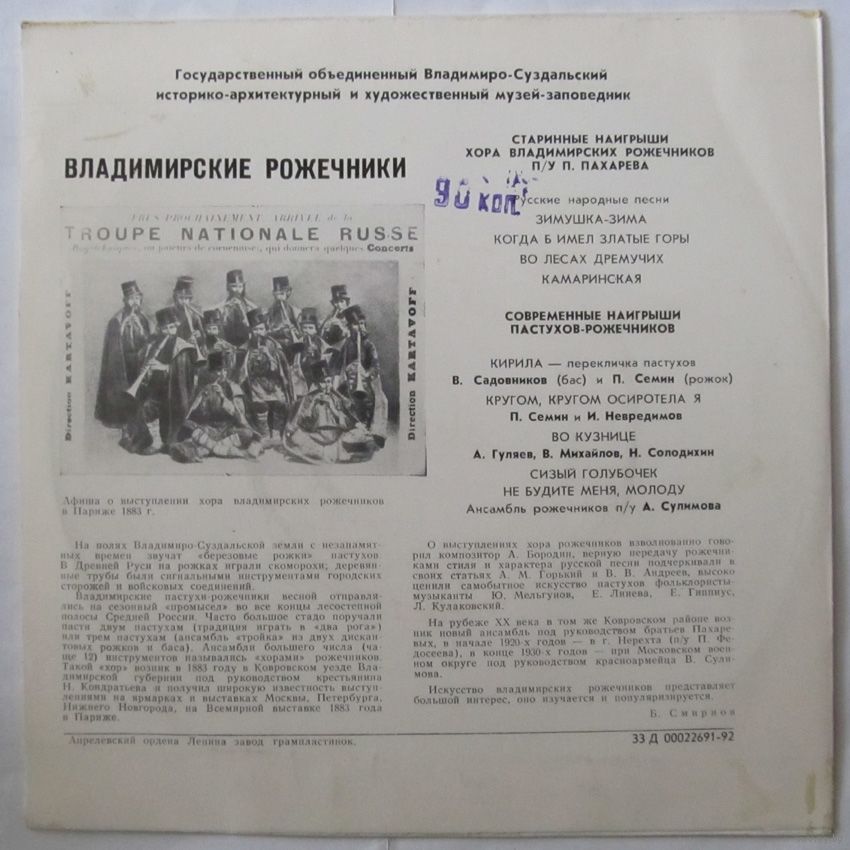 Государственный объединенный Владимиро-Суздальский
историко-архитектурный и художественный музей-заповедник
ВЛАДИМИРСКИЕ РОЖЕЧНИКИ
TRES PROCHAINEMENT ARRIVÉE de la
TROUPE NATIONALE RUSSE
ou joueurs de cornemuses, qui donnera quelques Concerts
Direction KARTAVOFF
Direction KARTAVOFF
Афиша о выступлении хора владимирских рожечников
в Париже 1883 г.
СТАРИННЫЕ НАИГРЫШИ
ХОРА ВЛАДИМИРСКИХ РОЖЕЧНИКОВ
П/У П. ПАХАРЕВА
90 коп.
Русские народные песни
ЗИМУШКА-ЗИМА
КОГДА Б ИМЕЛ ЗЛАТЫЕ ГОРЫ
ВО ЛЕСАХ ДРЕМУЧИХ
КАМАРИНСКАЯ
СОВРЕМЕННЫЕ НАИГРЫШИ
ПАСТУХОВ-РОЖЕЧНИКОВ
КИРИЛА — перекличка пастухов
В. Садовников (бас) и П. Семин (рожок)
КРУГОМ, КРУГОМ ОСИРОТЕЛА Я
П. Семин и И. Невредимов
ВО КУЗНИЦЕ
А. Гуляев, В. Михайлов, Н. Солодихин
СИЗЫЙ ГОЛУБОЧЕК
НЕ БУДИТЕ МЕНЯ, МОЛОДУ
Ансамбль рожечников п/у А. Сулимова
На полях Владимиро-Суздальской земли с незапамят-
ных времен звучат «березовые рожки» пастухов.
В Древней Руси на рожках играли скоморохи; деревян-
ные трубы были сигнальными инструментами городских
сторожей и войсковых соединений.
Владимирские пастухи-рожечники весной отправля-
лись на сезонный «промысел» во все концы лесостепной
полосы Средней России. Часто большое стадо поручали
пасти двум пастухам (традиция играть в «два рога»)
или трем пастухам (ансамбль «тройка» из двух дискан-
товых рожков и баса). Ансамбли большего числа (ча-
ще 12) инструментов назывались «хорами» рожечников.
Такой «хор» возник в 1883 году в Ковровском уезде Вла-
димирской губернии под руководством крестьянина
Н. Кондратьева и получил широкую известность выступ-
лениями на ярмарках и выставках Москвы, Петербурга,
Нижнего Новгорода, на Всемирной выставке 1883 года
в Париже.
О выступлениях хора рожечников взволнованно гово-
рил композитор А. Бородин, верную передачу рожечни-
ками стиля и характера русской песни подчеркивали в
своих статьях А. М. Горький и В. В. Андреев, высоко
ценили самобытное искусство пастухов фольклористы-
музыканты Ю. Мельгунов, Е. Линева, Е. Гиппиус,
Л. Кулаковский.
На рубеже XX века в том же Ковровском районе воз-
ник новый ансамбль под руководством братьев Пахаре-
вых, в начале 1920-х годов — в г. Нерехта (п/у П. Фе-
досеева), в конце 1930-х годов — при Московском воен-
ном округе под руководством красноармейца В. Сули-
мова.
Искусство владимирских рожечников представляет
большой интерес, оно изучается и популяризируется.
Б. Смирнов
Апрелевский ордена Ленина завод грампластинок.
33 Д 00022691-92